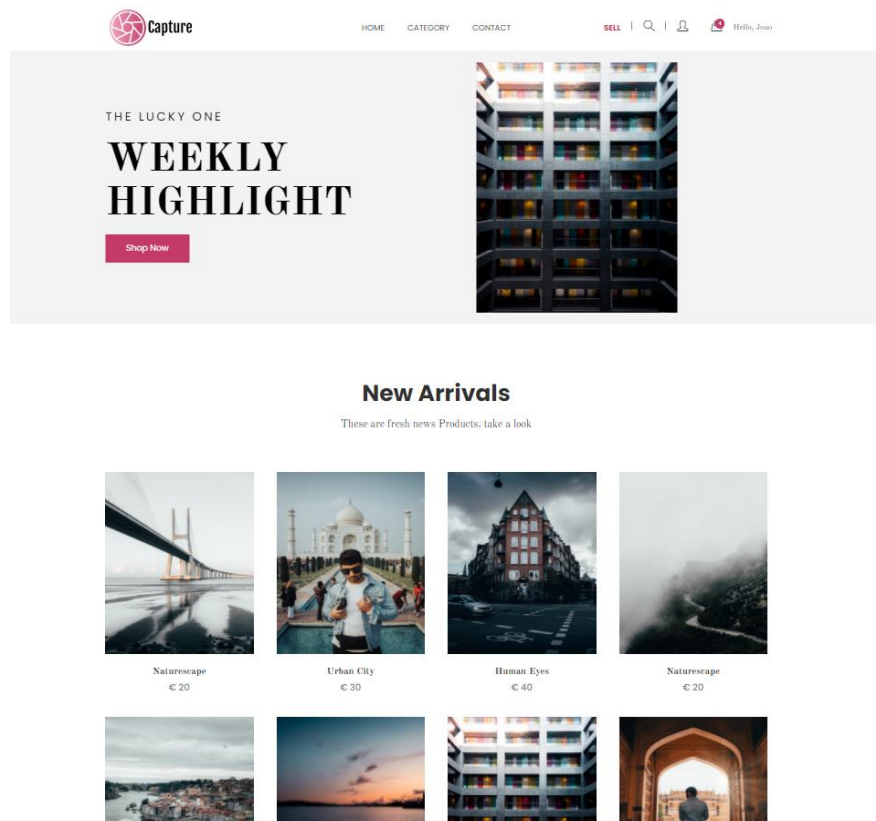 Capture
HOME CATEGORY CONTACT SELL 4 Hello, Joao
THE LUCKY ONE
WEEKLY
HIGHLIGHT
Shop Now
New Arrivals
These are fresh news Products, take a look
Naturescape Urban City Human Eyes Naturescape
€ 20 € 30 € 40 € 20